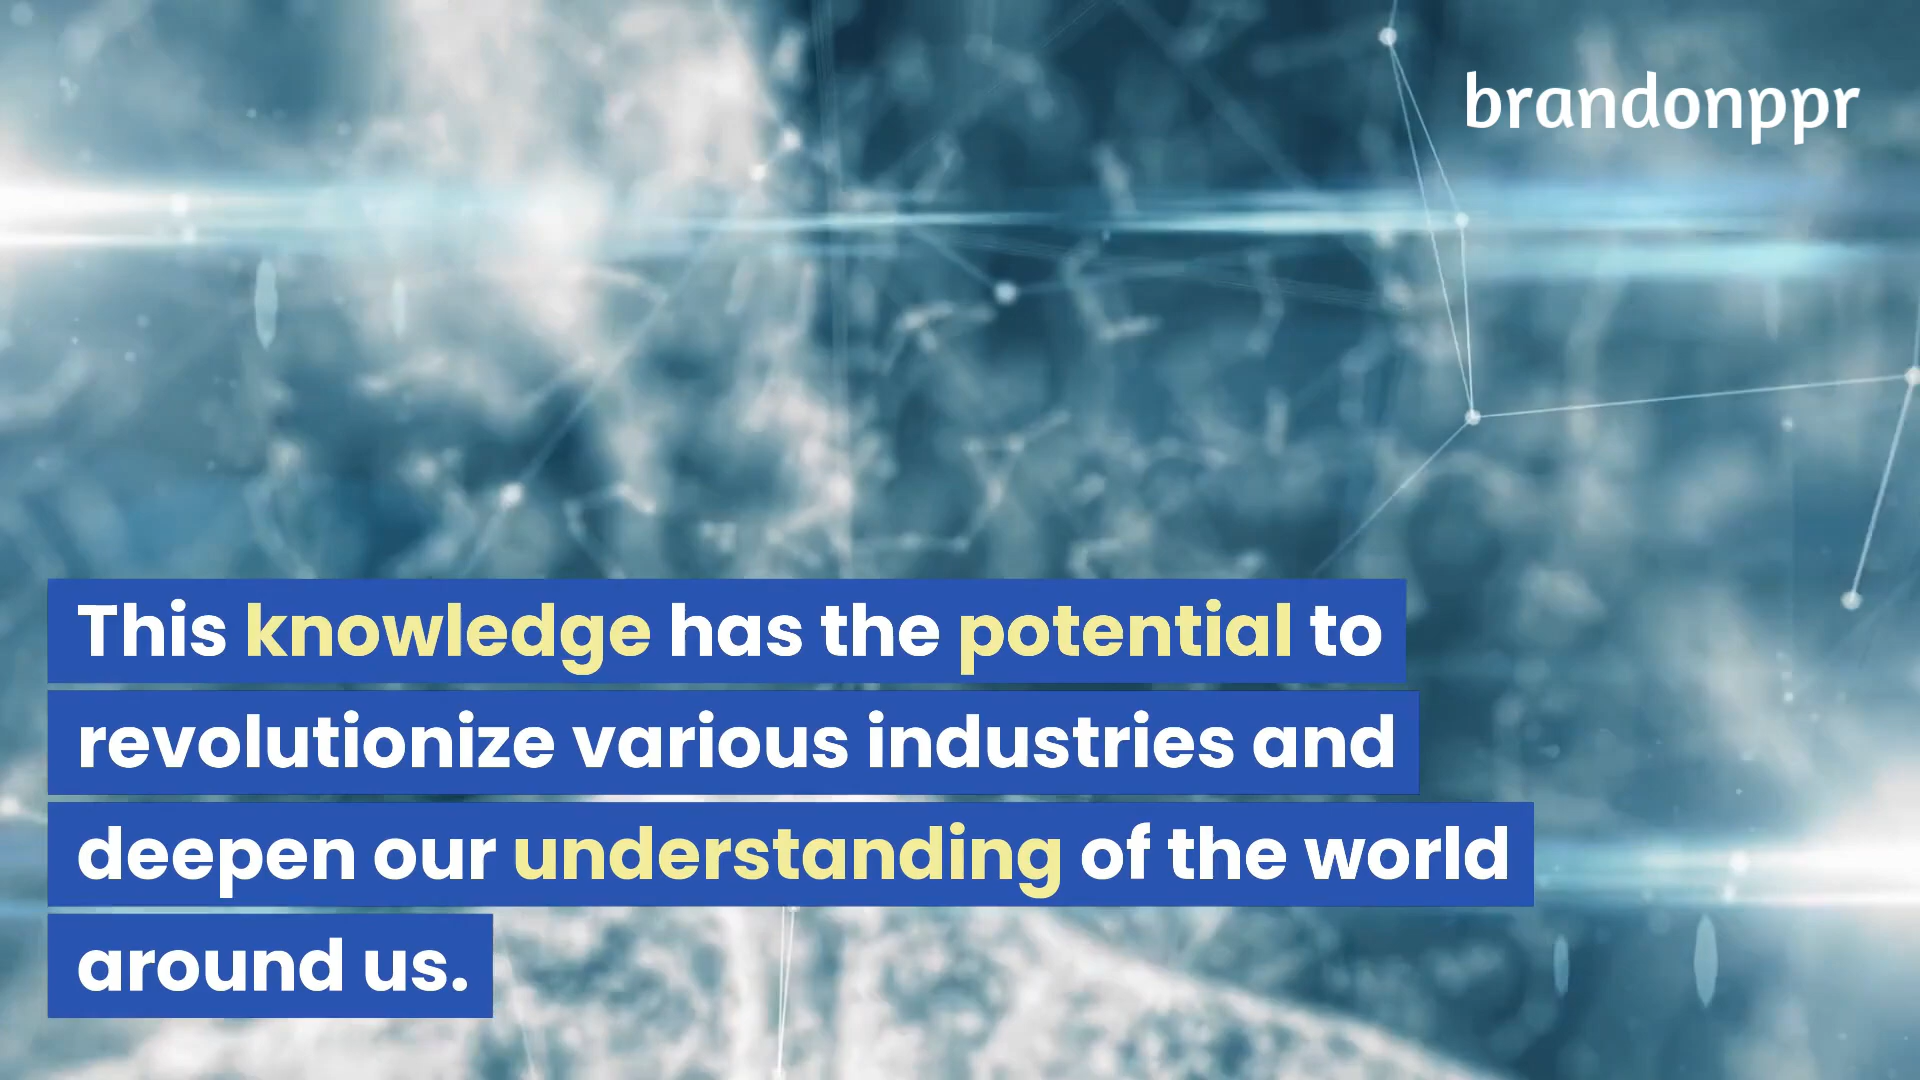 brandonppr
This knowledge has the potential to
revolutionize various industries and
deepen our understanding of the world
around us.